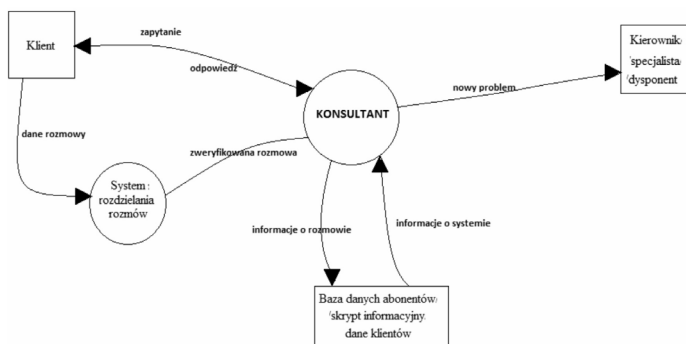 Klient
zapytanie
odpowiedź
KONSULTANT
Kierownik/
/specjalista/
/dysponent
nowy problem
dane rozmowy
zweryfikowana rozmowa
System
rozdzielania
rozmów
informacje o rozmowie
informacje o systemie
Baza danych abonentów/
/skrypt informacyjny
dane klientów